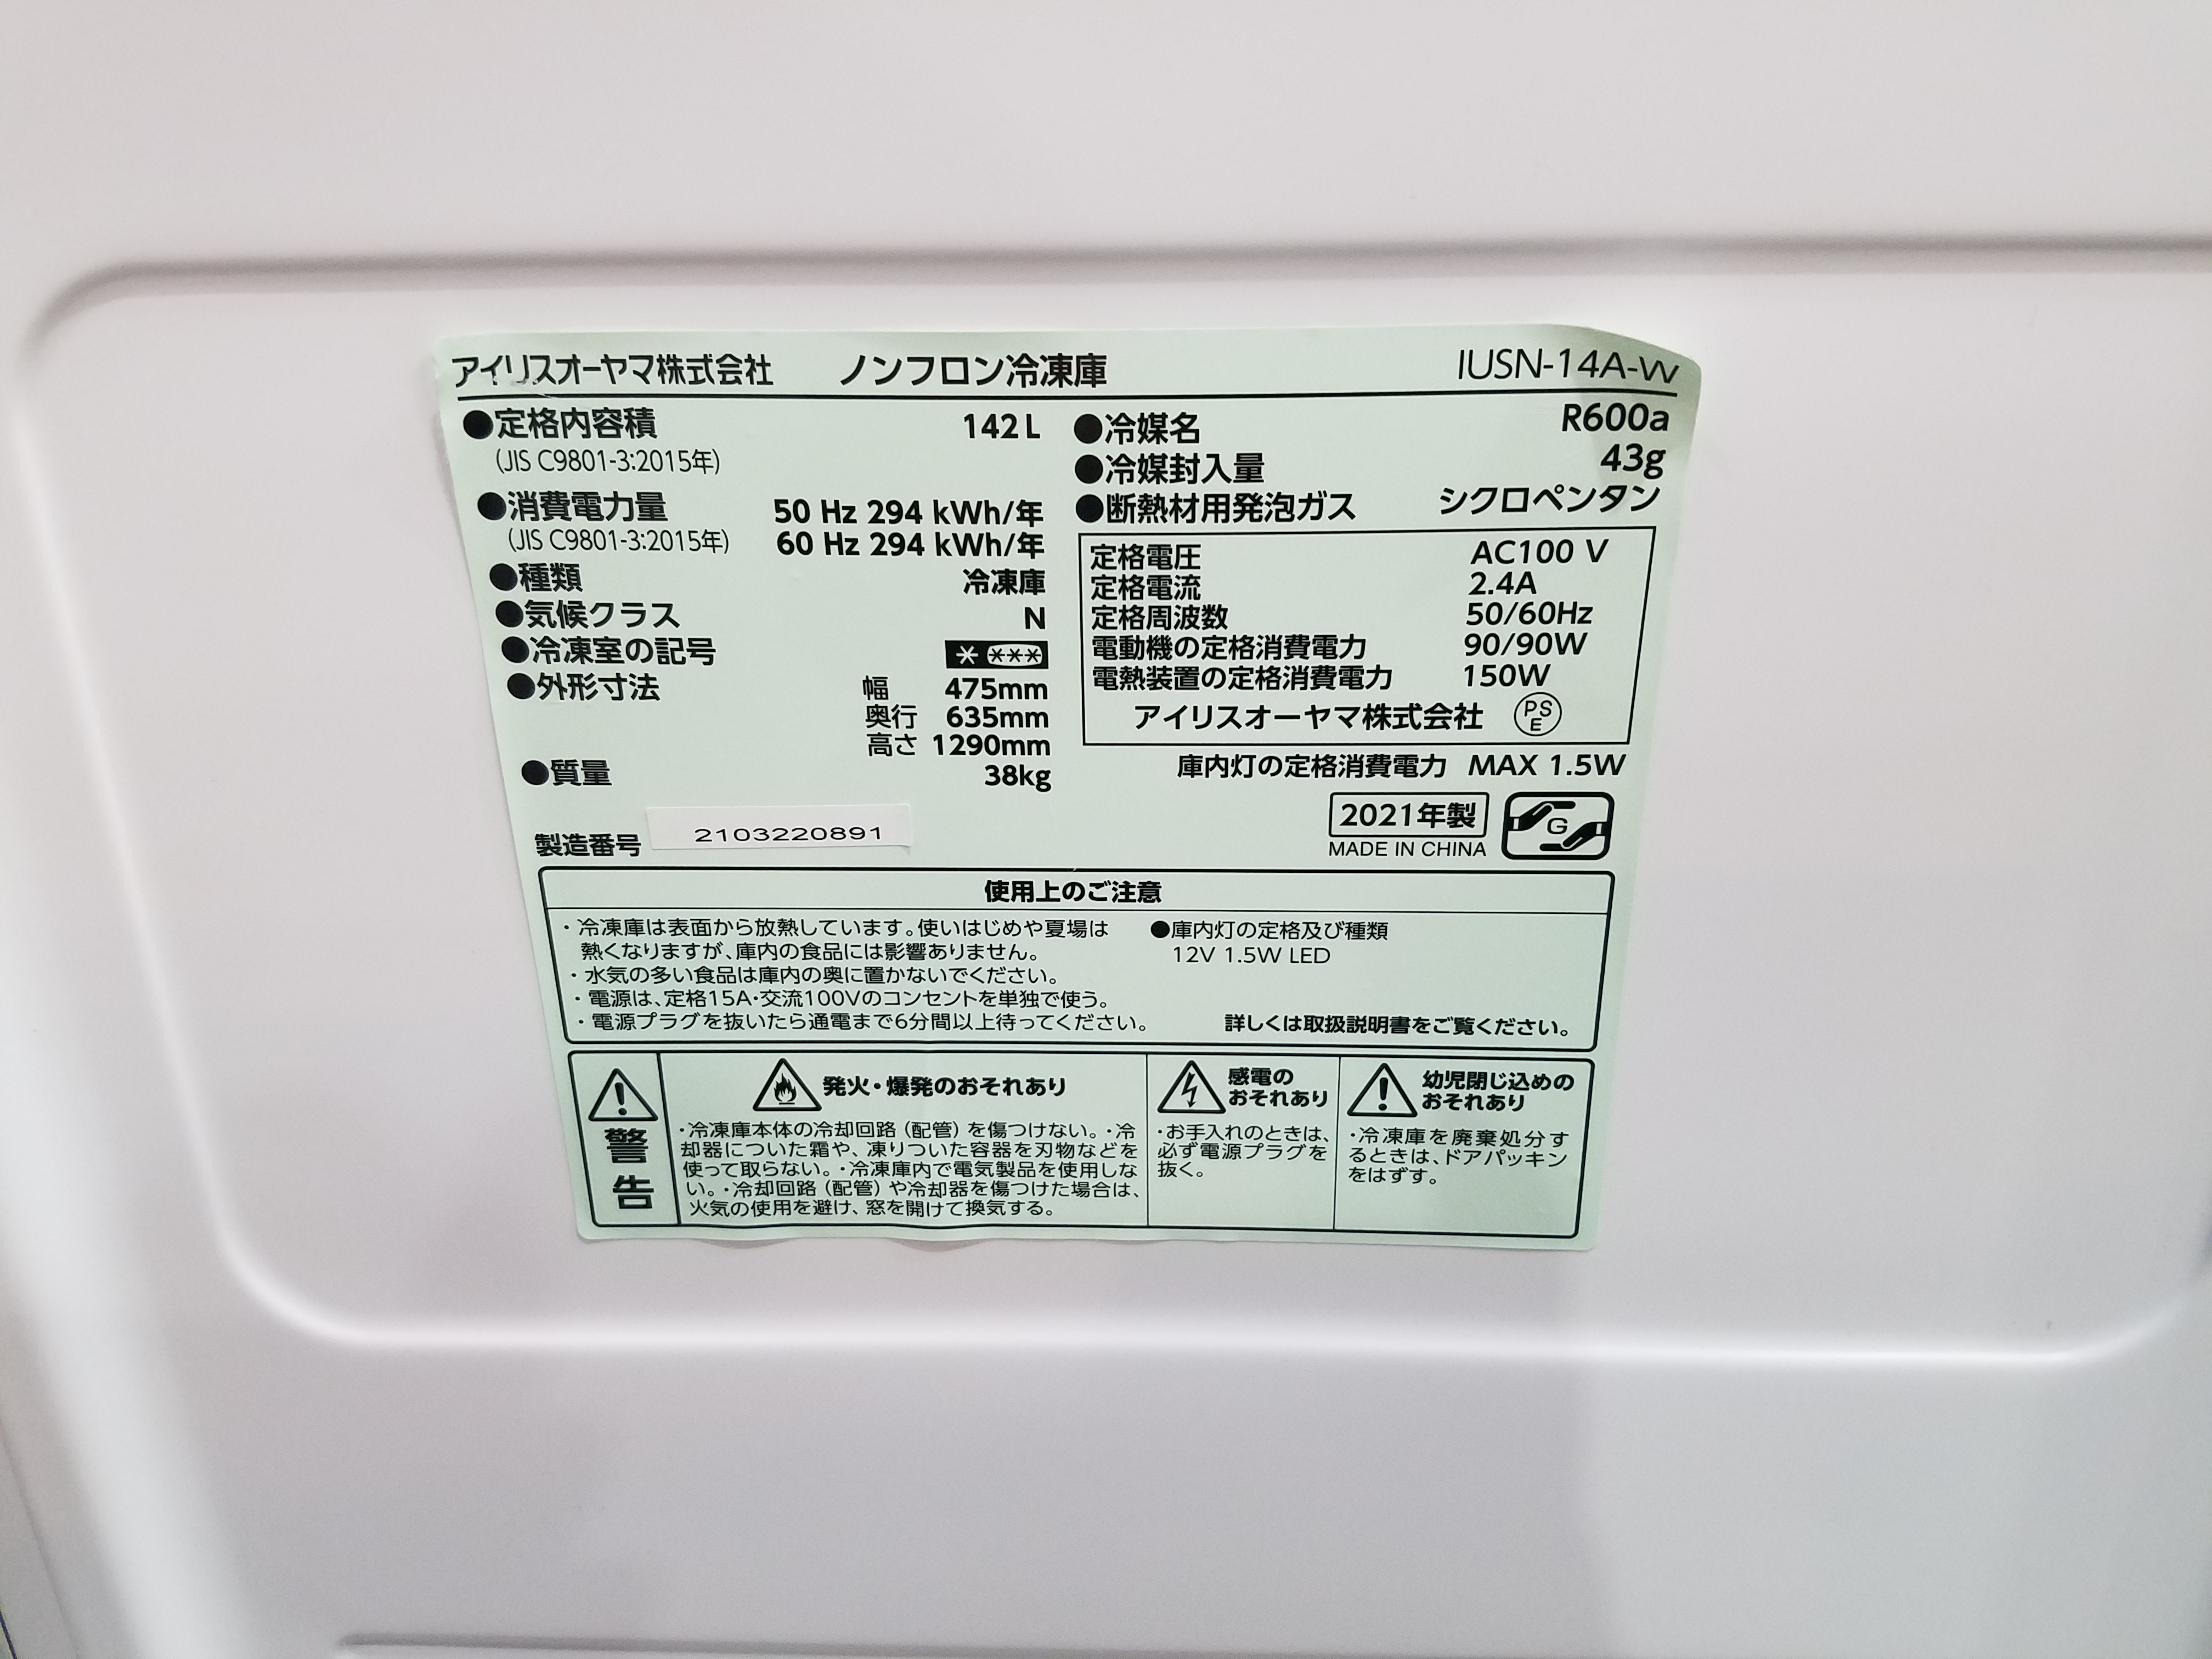 アイリスオーヤマ株式会社 ノンフロン冷凍庫 IUSN-14A-W
●定格内容積 142L
(JIS C9801-3:2015年)
●消費電力量 50 Hz 294 kWh/年
(JIS C9801-3:2015年) 60 Hz 294 kWh/年
●種類 冷凍庫
●気候クラス N
●冷凍室の記号 * ***
●外形寸法 幅 475mm
奥行 635mm
高さ 1290mm
●質量 38kg
製造番号 2103220891
●冷媒名 R600a
●冷媒封入量 43g
●断熱材用発泡ガス シクロペンタン
定格電圧 AC100 V
定格電流 2.4A
定格周波数 50/60Hz
電動機の定格消費電力 90/90W
電熱装置の定格消費電力 150W
アイリスオーヤマ株式会社 PSE
庫内灯の定格消費電力 MAX 1.5W
2021年製
MADE IN CHINA
G
使用上のご注意
・冷凍庫は表面から放熱しています。使いはじめや夏場は
熱くなりますが、庫内の食品には影響ありません。
・水気の多い食品は庫内の奥に置かないでください。
・電源は、定格15A・交流100Vのコンセントを単独で使う。
・電源プラグを抜いたら通電まで6分間以上待ってください。
●庫内灯の定格及び種類
12V 1.5W LED
詳しくは取扱説明書をご覧ください。
警告
発火・爆発のおそれあり
・冷凍庫本体の冷却回路（配管）を傷つけない。・冷
却器についた霜や、凍りついた容器を刃物などを
使って取らない。・冷凍庫内で電気製品を使用しな
い。・冷却回路（配管）や冷却器を傷つけた場合は、
火気の使用を避け、窓を開けて換気する。
感電の
おそれあり
・お手入れのときは、
必ず電源プラグを
抜く。
幼児閉じ込めの
おそれあり
・冷凍庫を廃棄処分す
るときは、ドアパッキン
をはずす。